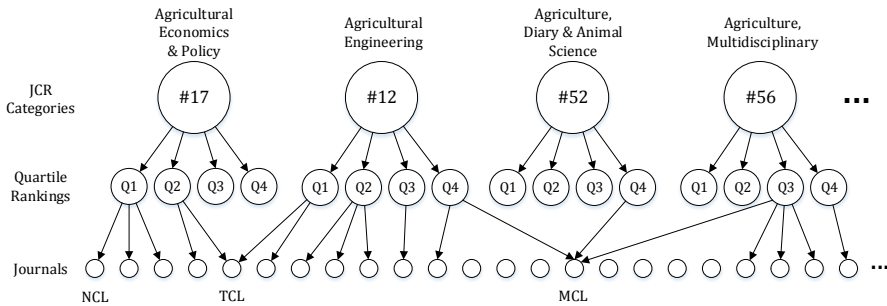 Agricultural
Economics
& Policy
Agricultural
Engineering
Agriculture,
Diary & Animal
Science
Agriculture,
Multidisciplinary
JCR
Categories
#17
#12
#52
#56
...
Quartile
Rankings
Q1
Q2
Q3
Q4
Q1
Q2
Q3
Q4
Q1
Q2
Q3
Q4
Q1
Q2
Q3
Q4
Journals
...
NCL
TCL
MCL